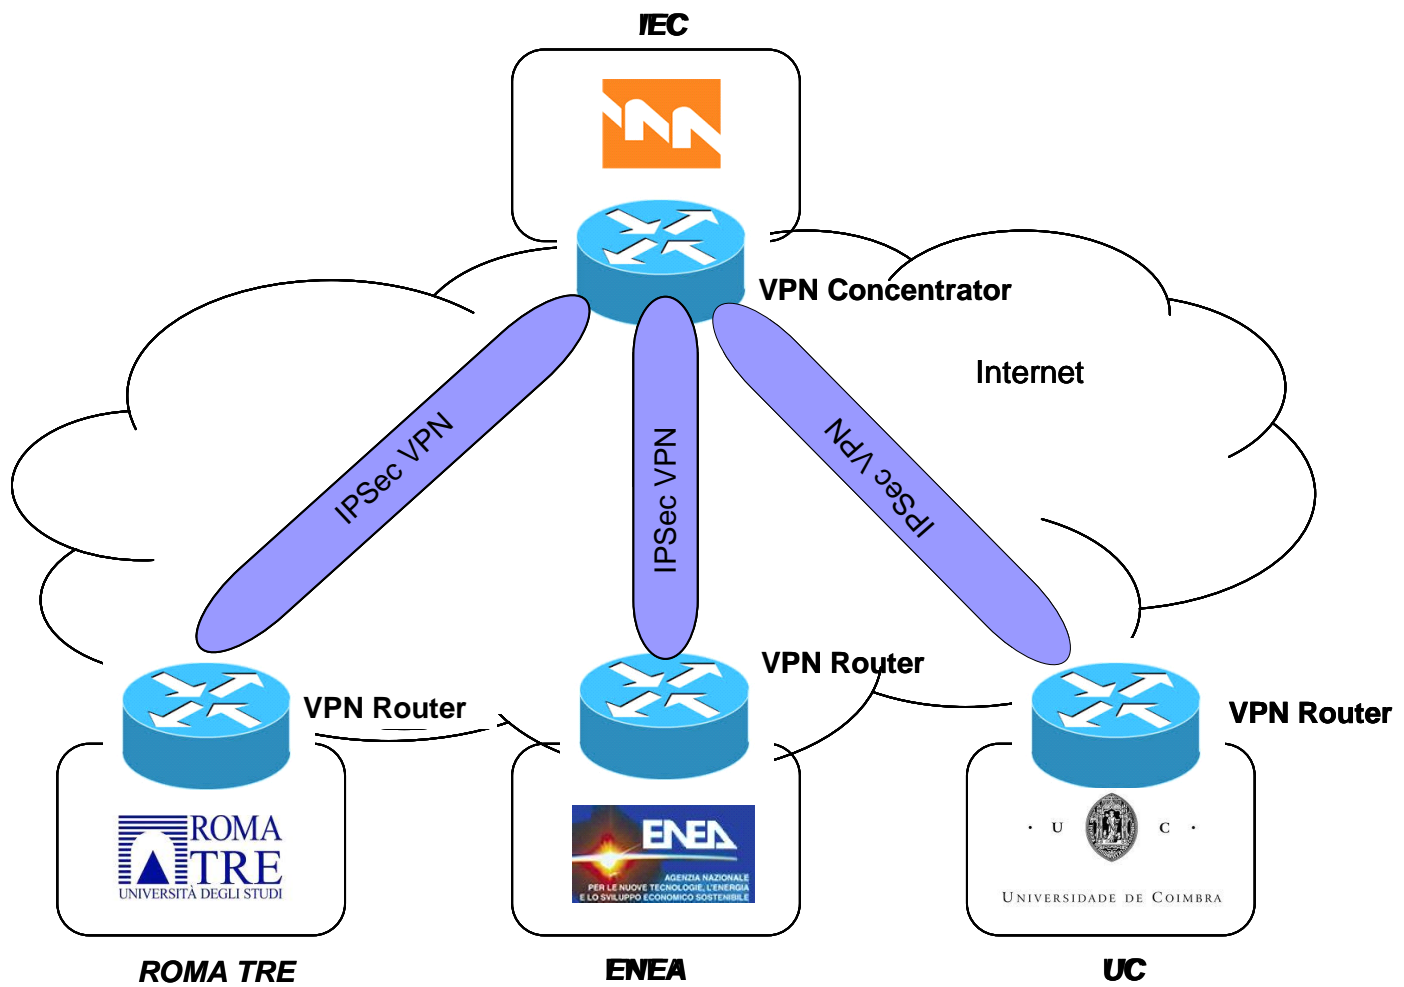 IEC
VPN Concentrator
Internet
IPSec VPN
IPSec VPN
IPSec VPN
VPN Router
VPN Router
VPN Router
ROMA
TRE
UNIVERSITÀ DEGLI STUDI
ENEA
AGENZIA NAZIONALE
PER LE NUOVE TECNOLOGIE, L'ENERGIA
E LO SVILUPPO ECONOMICO SOSTENIBILE
· U C ·
UNIVERSIDADE DE COIMBRA
ROMA TRE
ENEA
UC